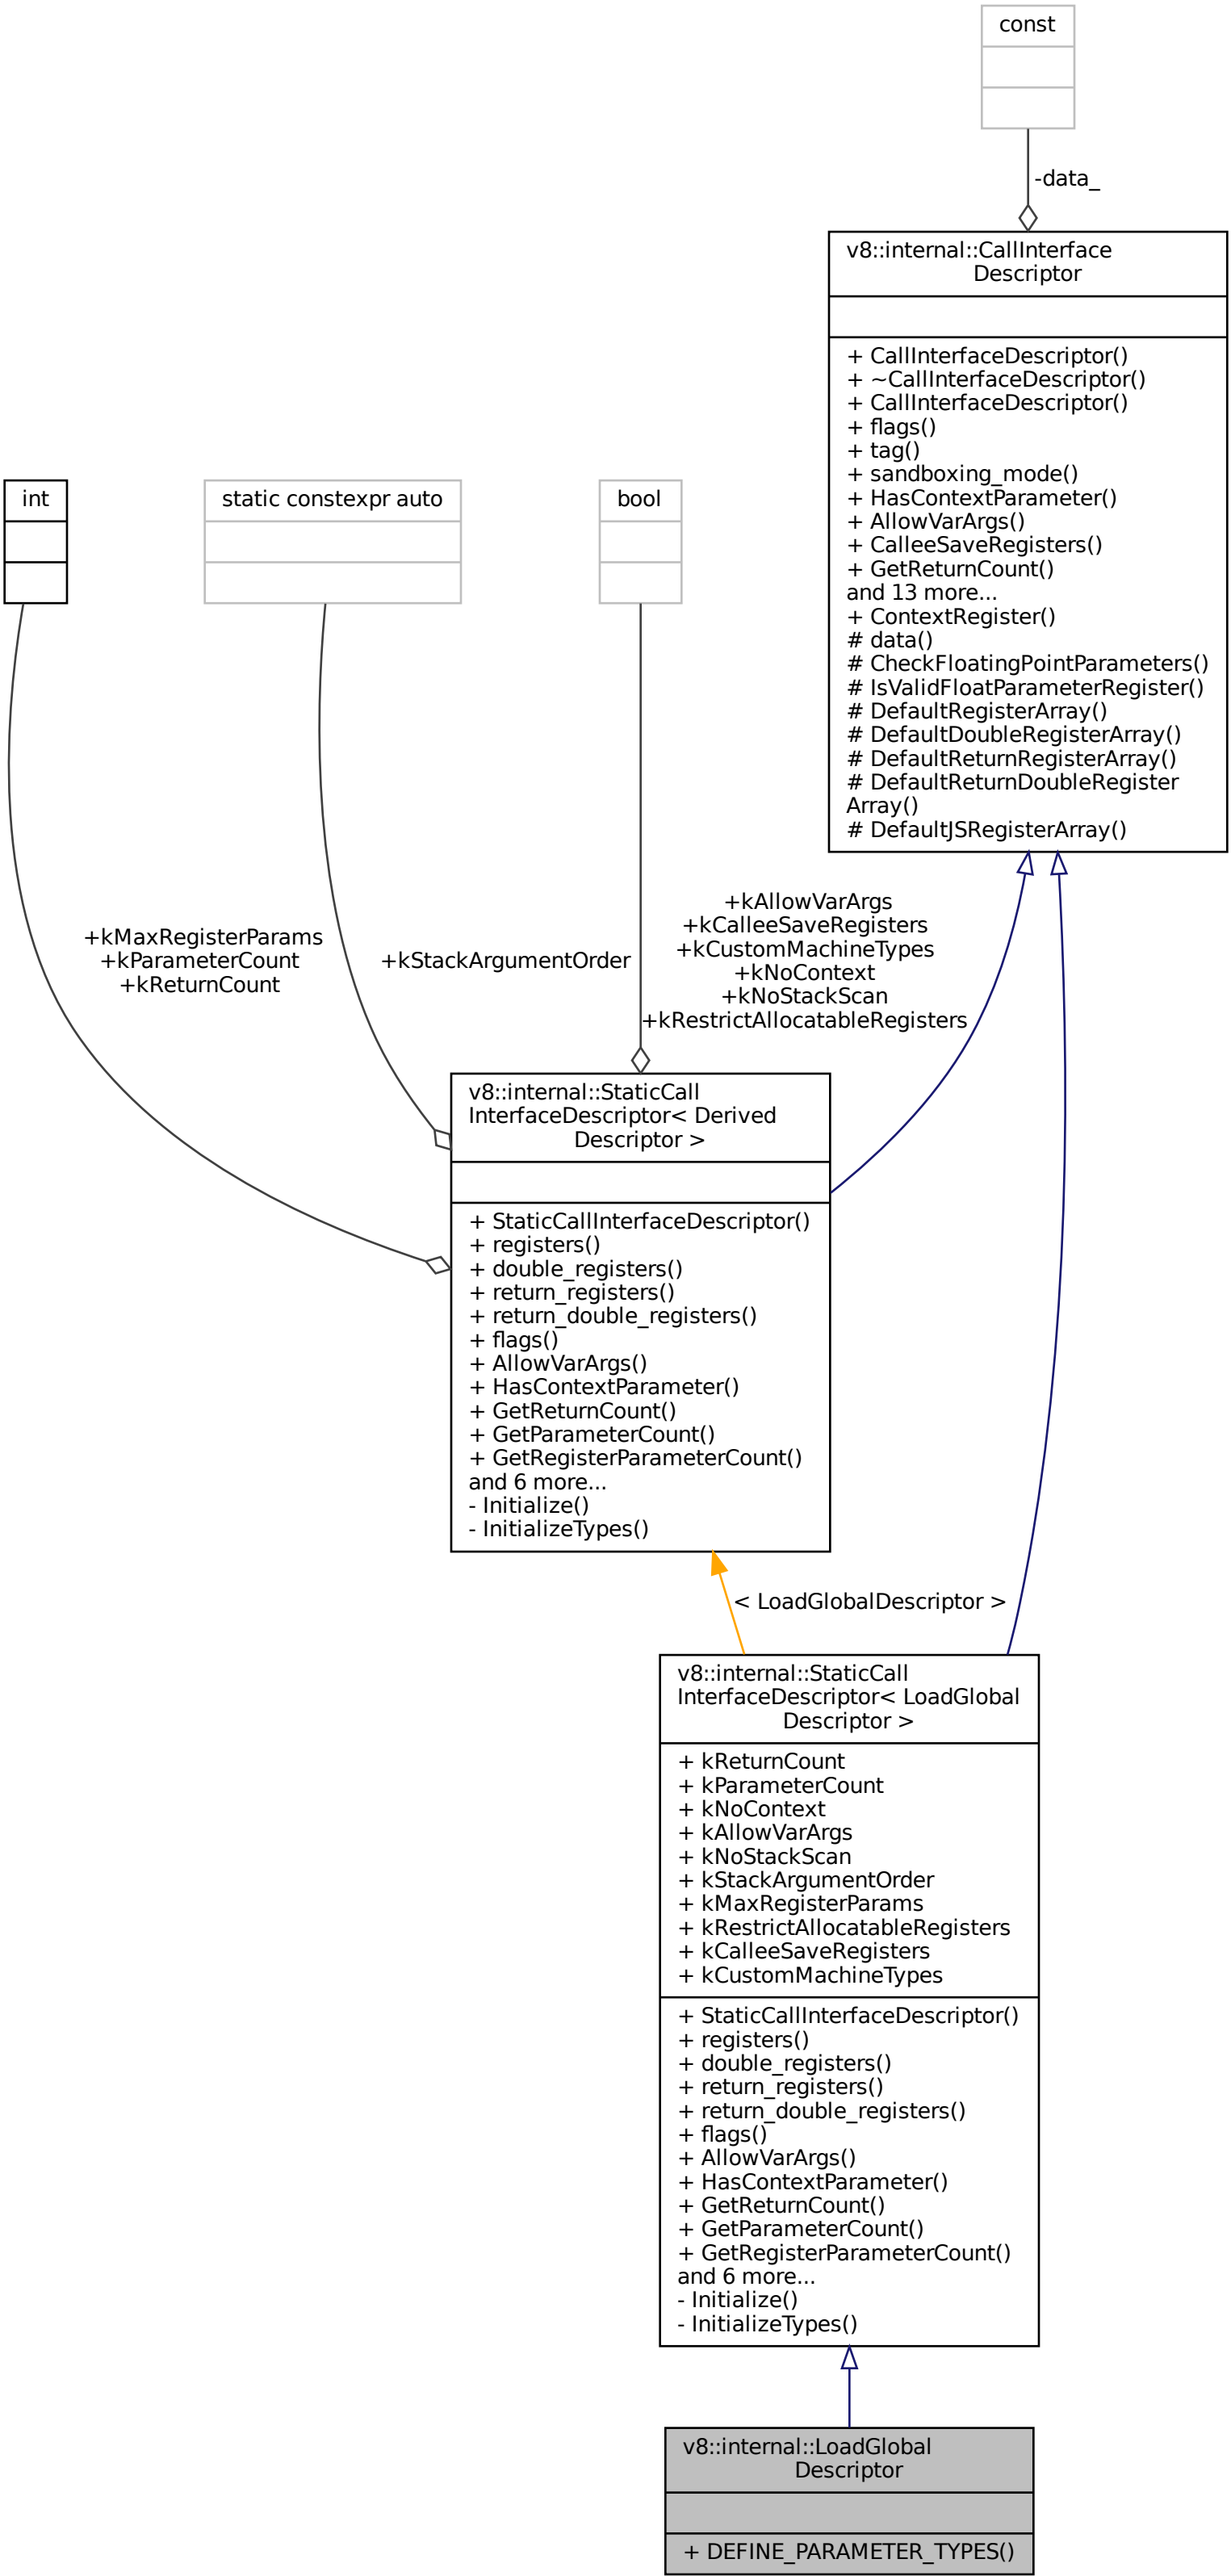 const
-data_
v8::internal::CallInterface
Descriptor
+ CallInterfaceDescriptor()
+ ~CallInterfaceDescriptor()
+ CallInterfaceDescriptor()
+ flags()
+ tag()
+ sandboxing_mode()
+ HasContextParameter()
+ AllowVarArgs()
+ CalleeSaveRegisters()
+ GetReturnCount()
and 13 more...
+ ContextRegister()
# data()
# CheckFloatingPointParameters()
# IsValidFloatParameterRegister()
# DefaultRegisterArray()
# DefaultDoubleRegisterArray()
# DefaultReturnRegisterArray()
# DefaultReturnDoubleRegister
Array()
# DefaultJSRegisterArray()
int
static constexpr auto
bool
+kMaxRegisterParams
+kParameterCount
+kReturnCount
+kStackArgumentOrder
+kAllowVarArgs
+kCalleeSaveRegisters
+kCustomMachineTypes
+kNoContext
+kNoStackScan
+kRestrictAllocatableRegisters
v8::internal::StaticCall
InterfaceDescriptor< Derived
Descriptor >
+ StaticCallInterfaceDescriptor()
+ registers()
+ double_registers()
+ return_registers()
+ return_double_registers()
+ flags()
+ AllowVarArgs()
+ HasContextParameter()
+ GetReturnCount()
+ GetParameterCount()
+ GetRegisterParameterCount()
and 6 more...
- Initialize()
- InitializeTypes()
< LoadGlobalDescriptor >
v8::internal::StaticCall
InterfaceDescriptor< LoadGlobal
Descriptor >
+ kReturnCount
+ kParameterCount
+ kNoContext
+ kAllowVarArgs
+ kNoStackScan
+ kStackArgumentOrder
+ kMaxRegisterParams
+ kRestrictAllocatableRegisters
+ kCalleeSaveRegisters
+ kCustomMachineTypes
+ StaticCallInterfaceDescriptor()
+ registers()
+ double_registers()
+ return_registers()
+ return_double_registers()
+ flags()
+ AllowVarArgs()
+ HasContextParameter()
+ GetReturnCount()
+ GetParameterCount()
+ GetRegisterParameterCount()
and 6 more...
- Initialize()
- InitializeTypes()
v8::internal::LoadGlobal
Descriptor
+ DEFINE_PARAMETER_TYPES()